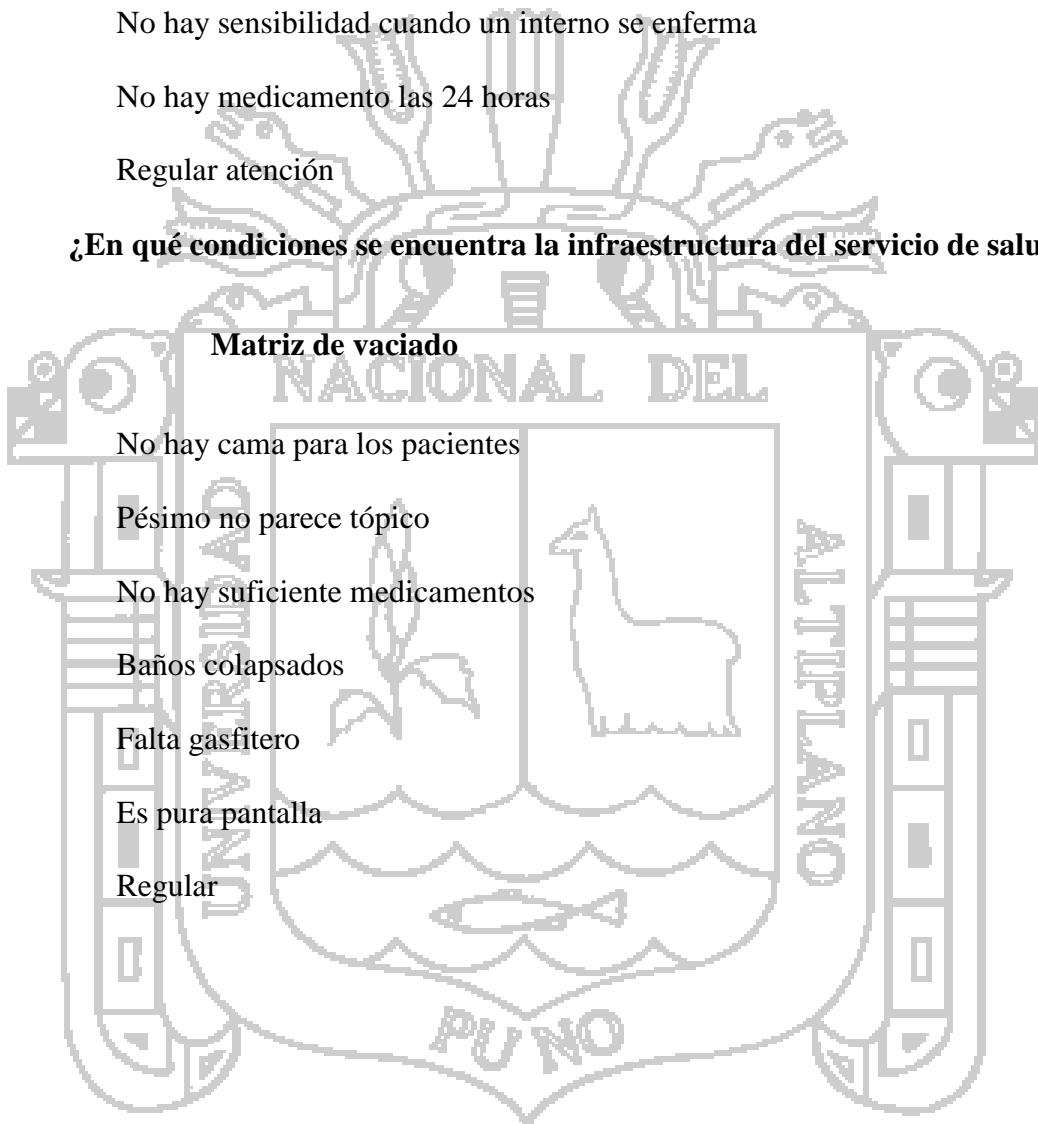 No hay sensibilidad cuando un interno se enferma
No hay medicamento las 24 horas
Regular atención
¿En qué condiciones se encuentra la infraestructura del servicio de salu
Matriz de vaciado
NACIONAL DEL
No hay cama para los pacientes
Pésimo no parece tópico
No hay suficiente medicamentos
Baños colapsados
Falta gasfitero
Es pura pantalla
Regular
UNIVERSIDAD
ALTIPLANO
PUNO